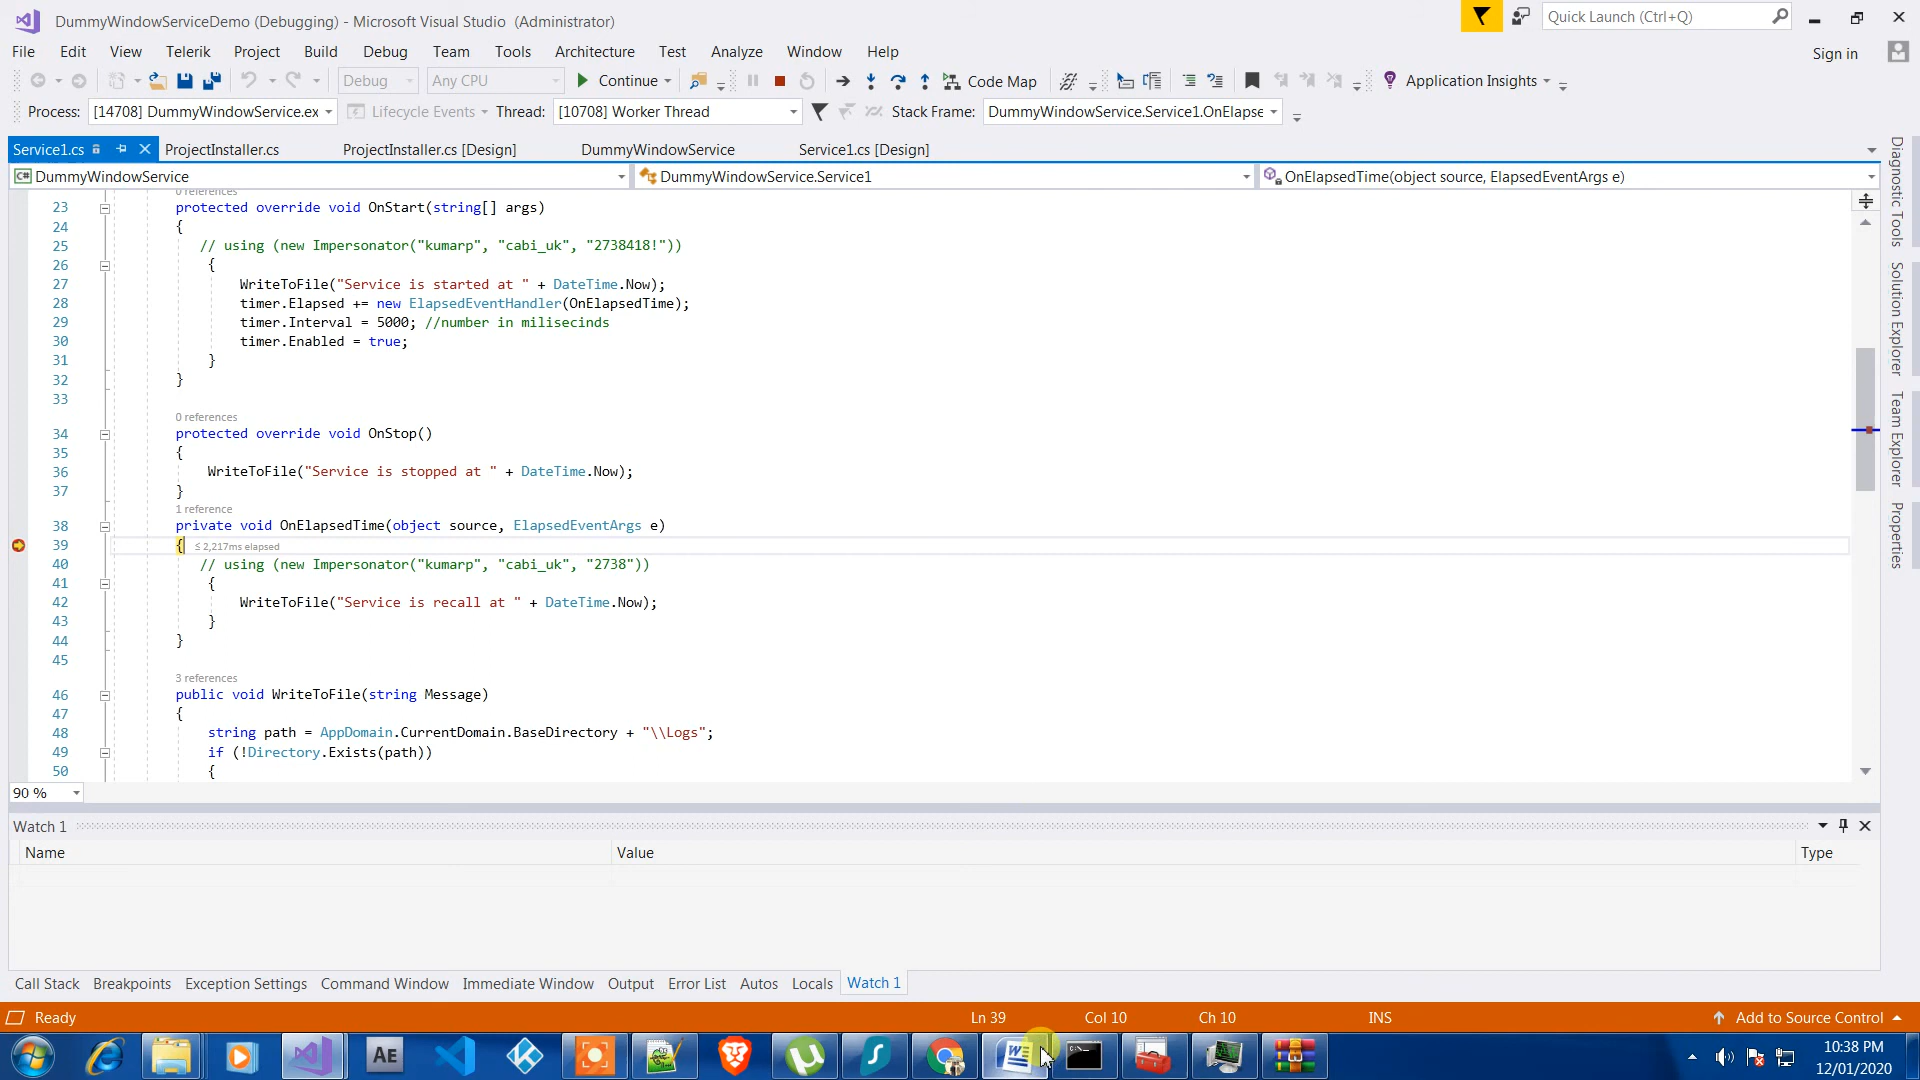 DummyWindowServiceDemo (Debugging) - Microsoft Visual Studio (Administrator)
Quick Launch (Ctrl+Q)
File Edit View Telerik Project Build Debug Team Tools Architecture Test Analyze Window Help
Sign in
Debug Any CPU Continue Code Map Application Insights
Process: [14708] DummyWindowService.ex Lifecycle Events Thread: [10708] Worker Thread Stack Frame: DummyWindowService.Service1.OnElapse
Service1.cs ProjectInstaller.cs ProjectInstaller.cs [Design] DummyWindowService Service1.cs [Design]
C# DummyWindowService DummyWindowService.Service1 OnElapsedTime(object source, ElapsedEventArgs e)
0 references
23 protected override void OnStart(string[] args)
24 {
25 // using (new Impersonator("kumarp", "cabi_uk", "2738418!"))
26 {
27 WriteToFile("Service is started at " + DateTime.Now);
28 timer.Elapsed += new ElapsedEventHandler(OnElapsedTime);
29 timer.Interval = 5000; //number in milisecinds
30 timer.Enabled = true;
31 }
32 }
33
0 references
34 protected override void OnStop()
35 {
36 WriteToFile("Service is stopped at " + DateTime.Now);
37 }
1 reference
38 private void OnElapsedTime(object source, ElapsedEventArgs e)
39 { ≤ 2,217ms elapsed
40 // using (new Impersonator("kumarp", "cabi_uk", "2738"))
41 {
42 WriteToFile("Service is recall at " + DateTime.Now);
43 }
44 }
45
3 references
46 public void WriteToFile(string Message)
47 {
48 string path = AppDomain.CurrentDomain.BaseDirectory + "\\Logs";
49 if (!Directory.Exists(path))
50 {
90 %
Diagnostic Tools
Solution Explorer
Team Explorer
Properties
Watch 1
Name Value Type
Call Stack Breakpoints Exception Settings Command Window Immediate Window Output Error List Autos Locals Watch 1
Ready Ln 39 Col 10 Ch 10 INS Add to Source Control
AE
10:38 PM
12/01/2020